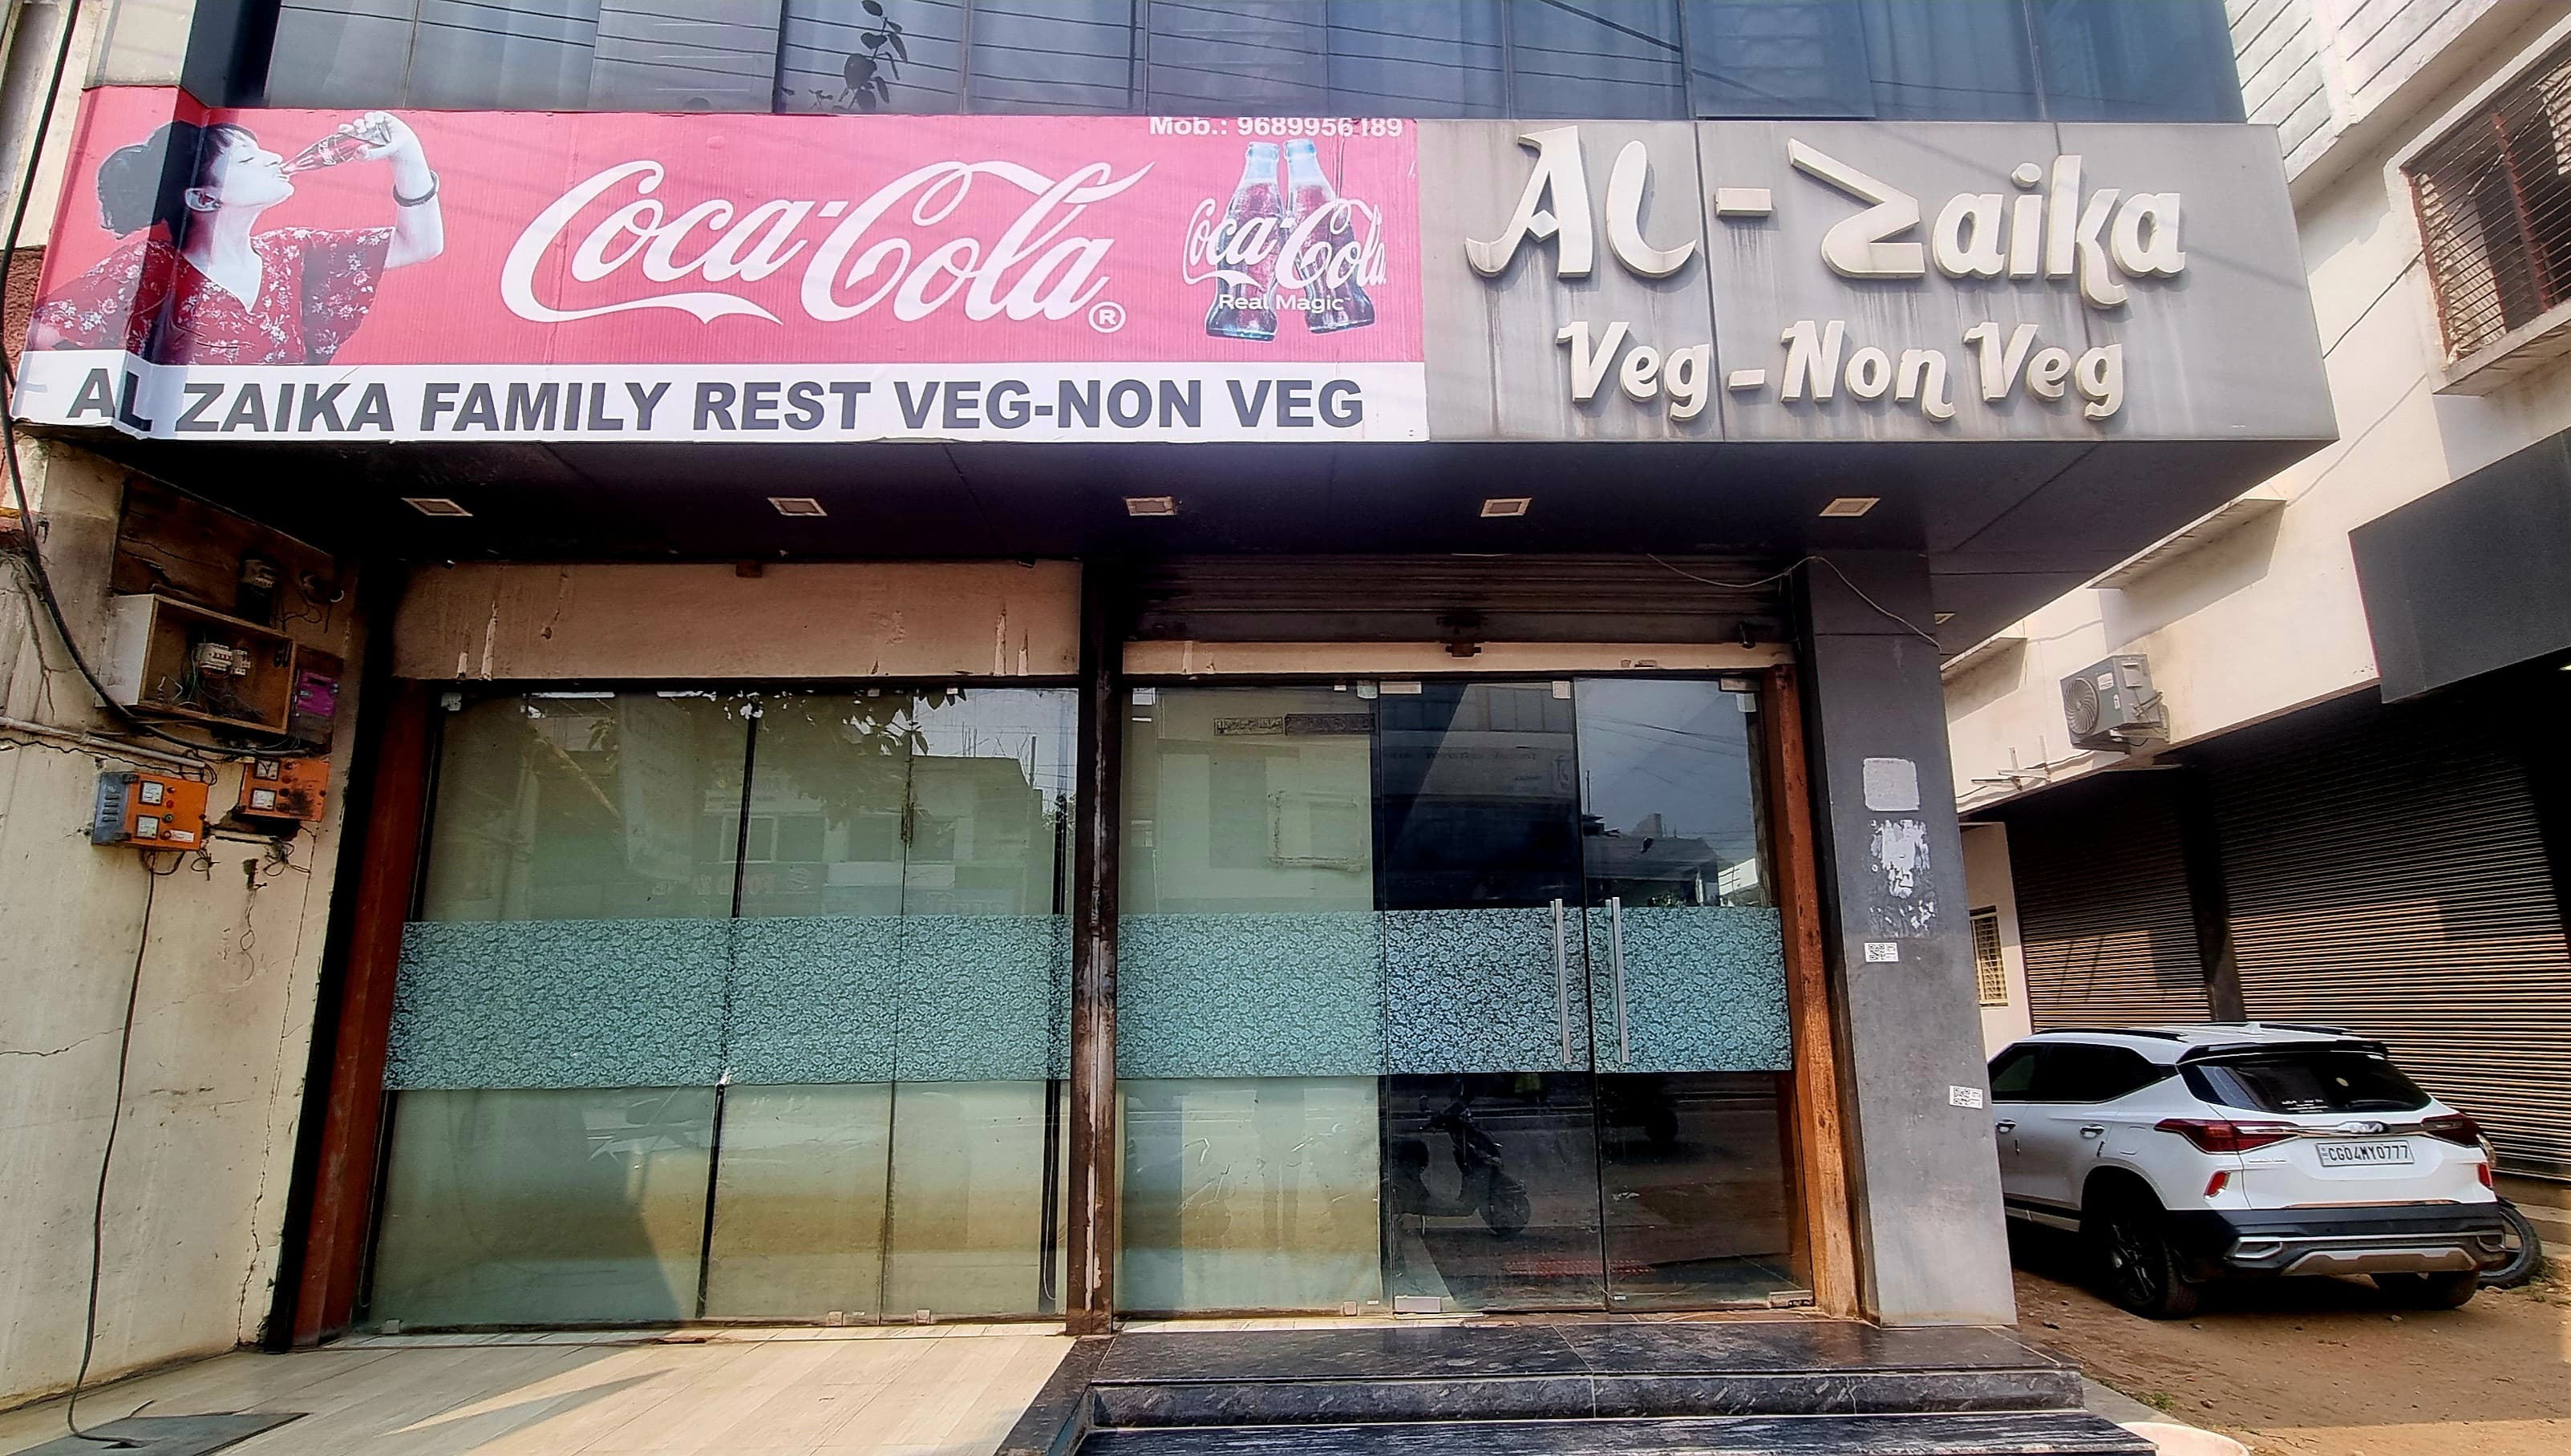 Mob.: 9689956189
Coca-Cola®
Coca-Cola
Real Magic™
AL ZAIKA FAMILY REST VEG-NON VEG
AL-Zaika
Veg-Non Veg
CG04MY0777